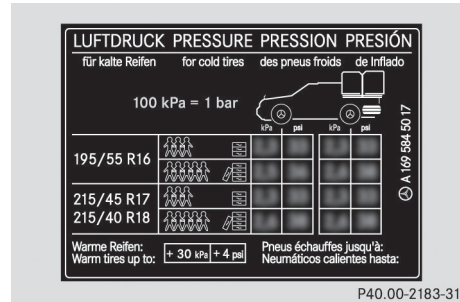 LUFTDRUCK PRESSURE PRESSION PRESIÓN
für kalte Reifen for cold tires des pneus froids de Inflado
100 kPa = 1 bar
kPa psi kPa psi
195/55 R16
215/45 R17
215/40 R18
Warme Reifen:
Warm tires up to:
+ 30 kPa + 4 psi
Pneus échauffes jusqu'à:
Neumáticos calientes hasta:
A 169 584 50 17
P40.00-2183-31